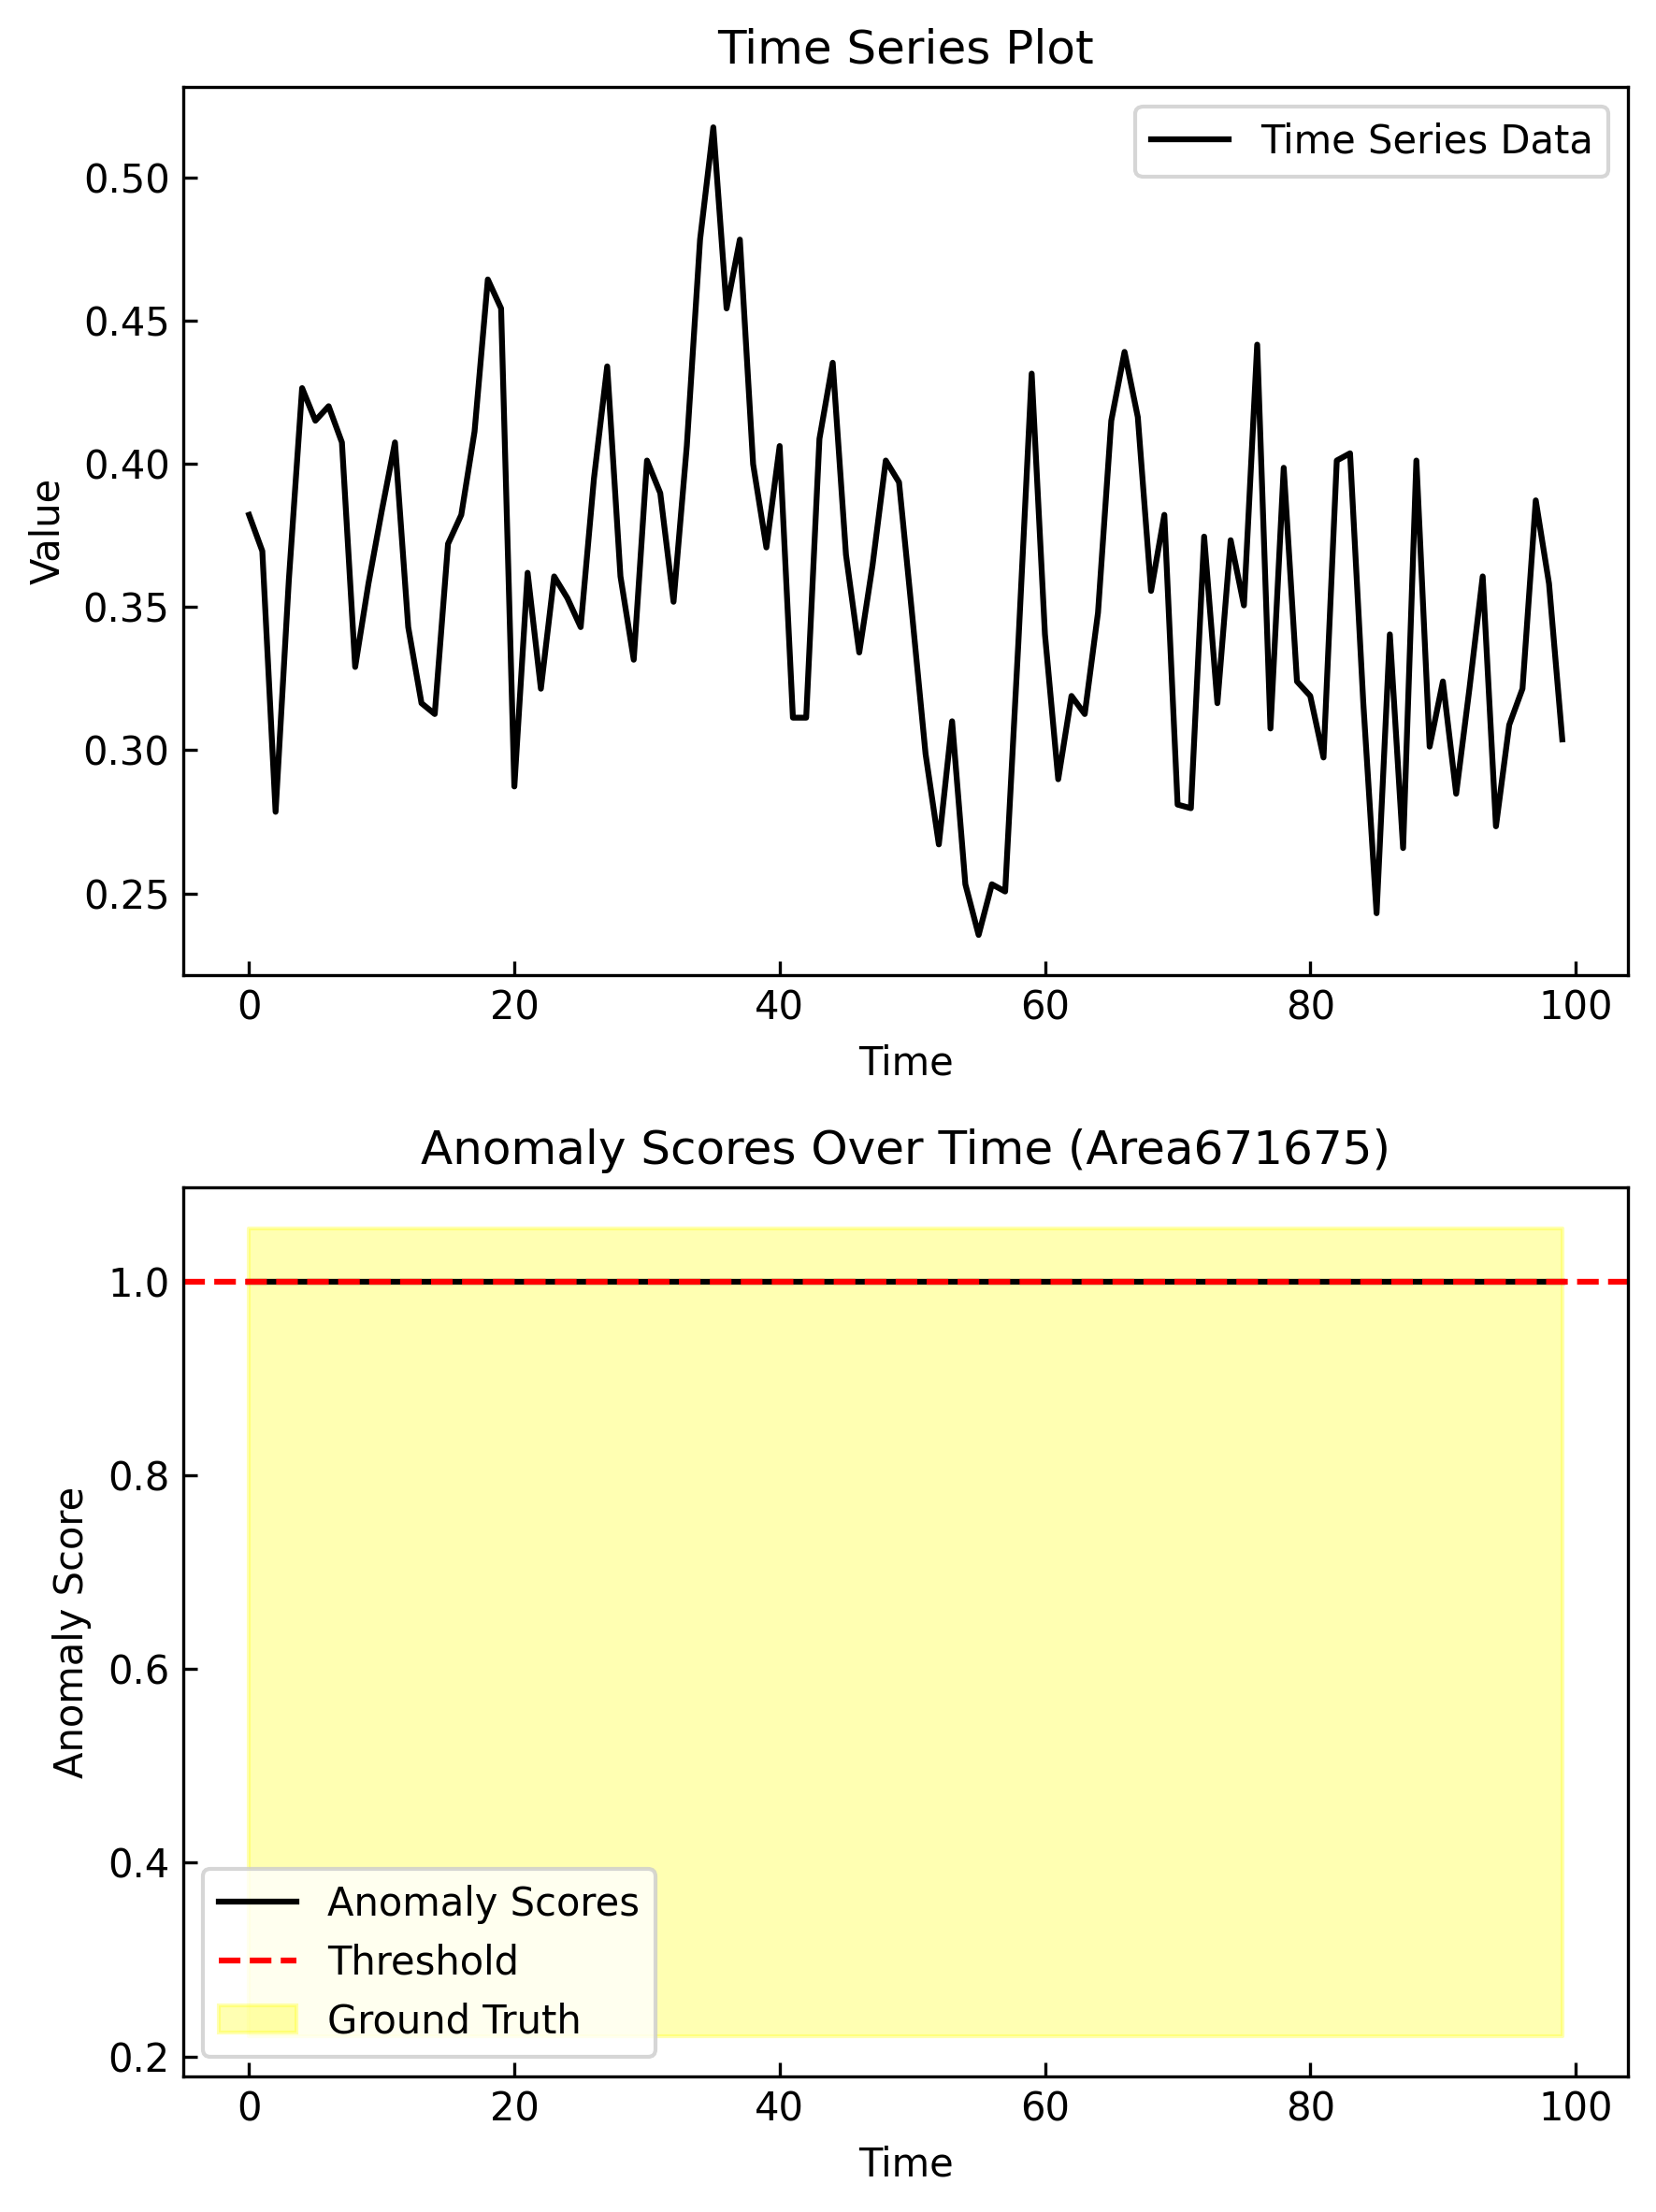 Time Series Plot
Time Series Data
0.50
0.45
0.40
0.35
0.30
0.25
Value
0 20 40 60 80 100
Time
Anomaly Scores Over Time (Area671675)
1.0
0.8
0.6
0.4
0.2
Anomaly Score
Anomaly Scores
Threshold
Ground Truth
0 20 40 60 80 100
Time